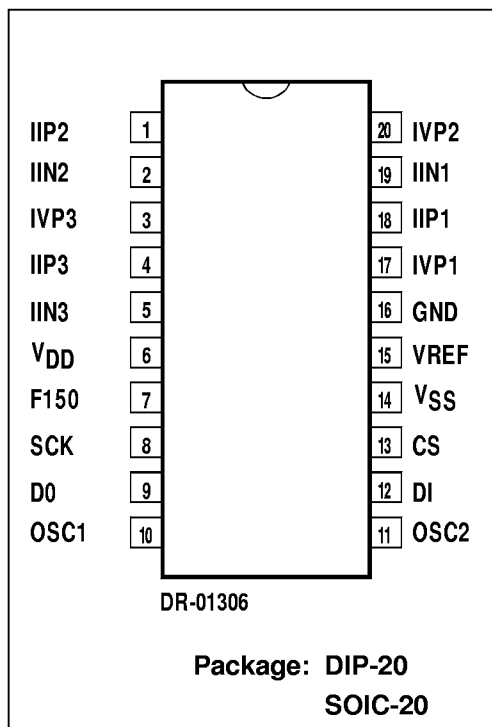 IIP2 1 20 IVP2
IIN2 2 19 IIN1
IVP3 3 18 IIP1
IIP3 4 17 IVP1
IIN3 5 16 GND
VDD 6 15 VREF
F150 7 14 VSS
SCK 8 13 CS
D0 9 12 DI
OSC1 10 11 OSC2
DR-01306
Package: DIP-20
SOIC-20